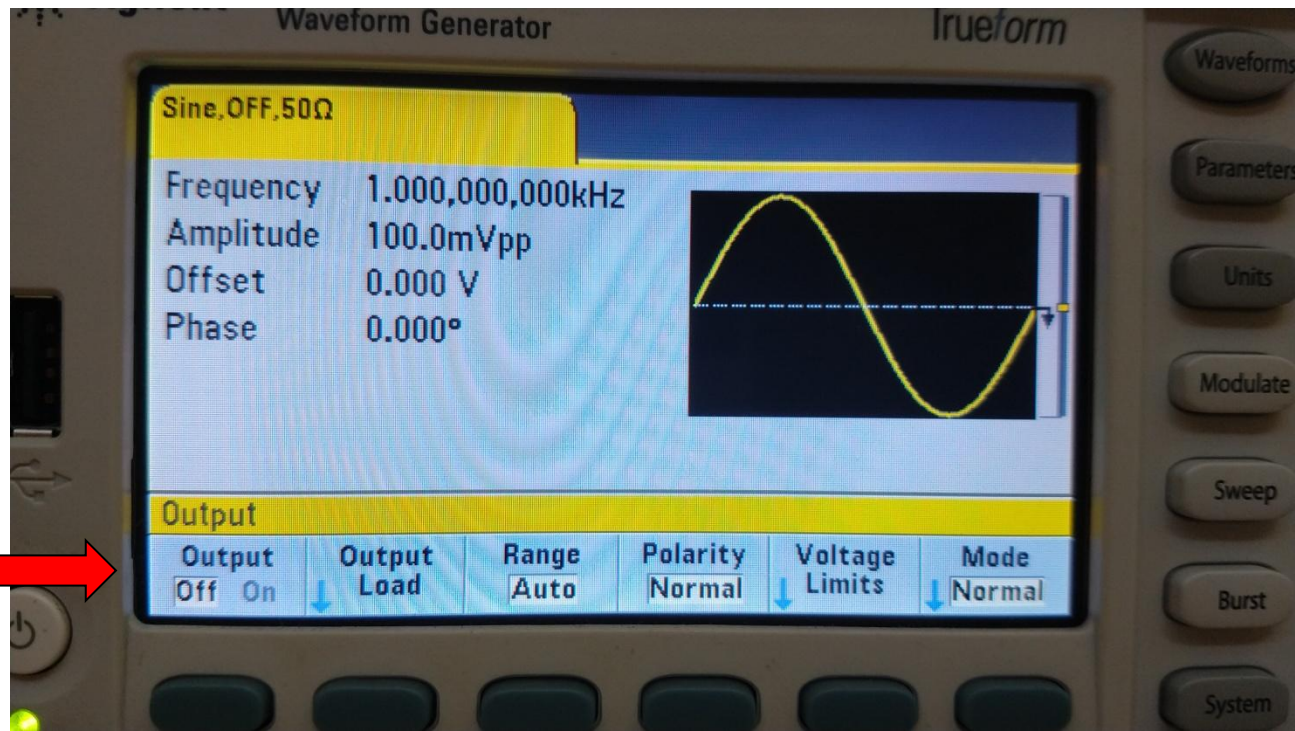 Waveform Generator
Trueform
Sine,OFF,50Ω
Frequency 1.000,000,000kHz
Amplitude 100.0mVpp
Offset 0.000 V
Phase 0.000°
Output
Output Off On
Output Load
Range Auto
Polarity Normal
Voltage Limits
Mode Normal
Waveforms
Parameters
Units
Modulate
Sweep
Burst
System